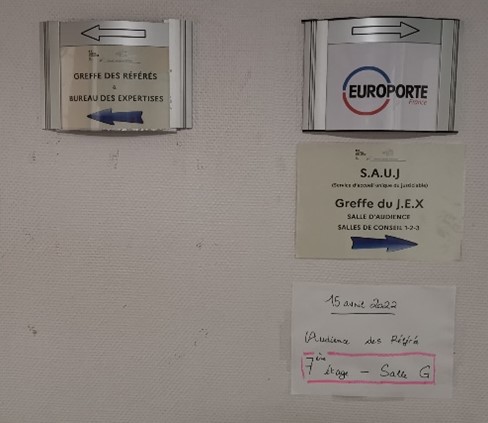 GREFFE DES RÉFÉRÉS
&
BUREAU DES EXPERTISES
EUROPORTE
France
S.A.U.J
(Service d'accueil unique du justiciable)
Greffe du J.E.X
SALLE D'AUDIENCE
SALLES DE CONSEIL 1-2-3
15 avril 2022
Audience des Référé
7ème étage - Salle G